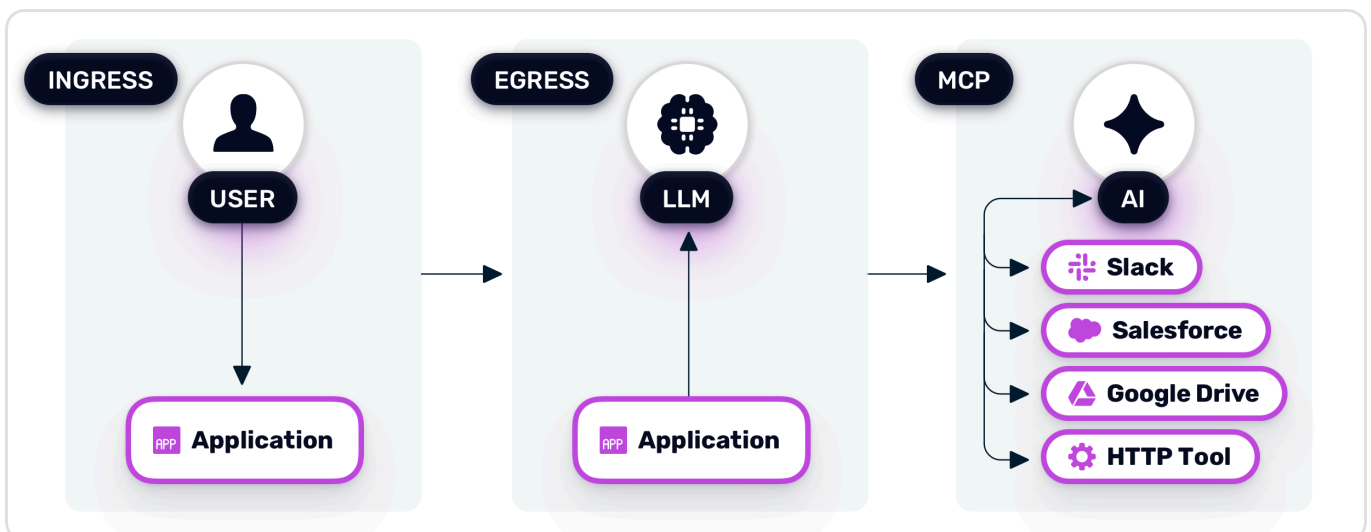 INGRESS
USER
APP
Application
EGRESS
LLM
APP
Application
MCP
AI
Slack
Salesforce
Google Drive
HTTP Tool